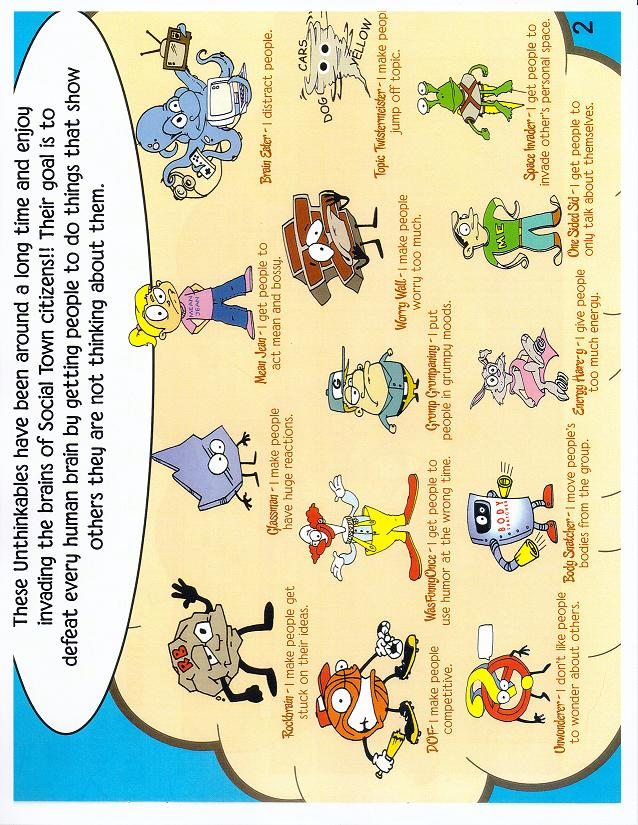 These Unthinkables have been around a long time and enjoy
invading the brains of Social Town citizens!! Their goal is to
defeat every human brain by getting people to do things that show
others they are not thinking about them.
RB
Rockbrain - I make people get
stuck on their ideas.
Glassman - I make people
have huge reactions.
MEAN
JEAN
Mean Jean - I get people to
act mean and bossy.
Brain Eater - I distract people.
DOF - I make people
competitive.
WasFunnyOnce - I get people to
use humor at the wrong time.
G
Grump Grumpaniny - I put
people in grumpy moods.
Worry Wall - I make people
worry too much.
CARS
DOG
YELLOW
Topic Twistermeister - I make peopl
jump off topic.
Unwonderer - I don't like people
to wonder about others.
BODY
SNATCHER
Body Snatcher - I move people's
bodies from the group.
Energy Hare-y - I give people
too much energy.
ME
One Sided Sid - I get people to
only talk about themselves.
Space Invader - I get people to
invade other's personal space.
2